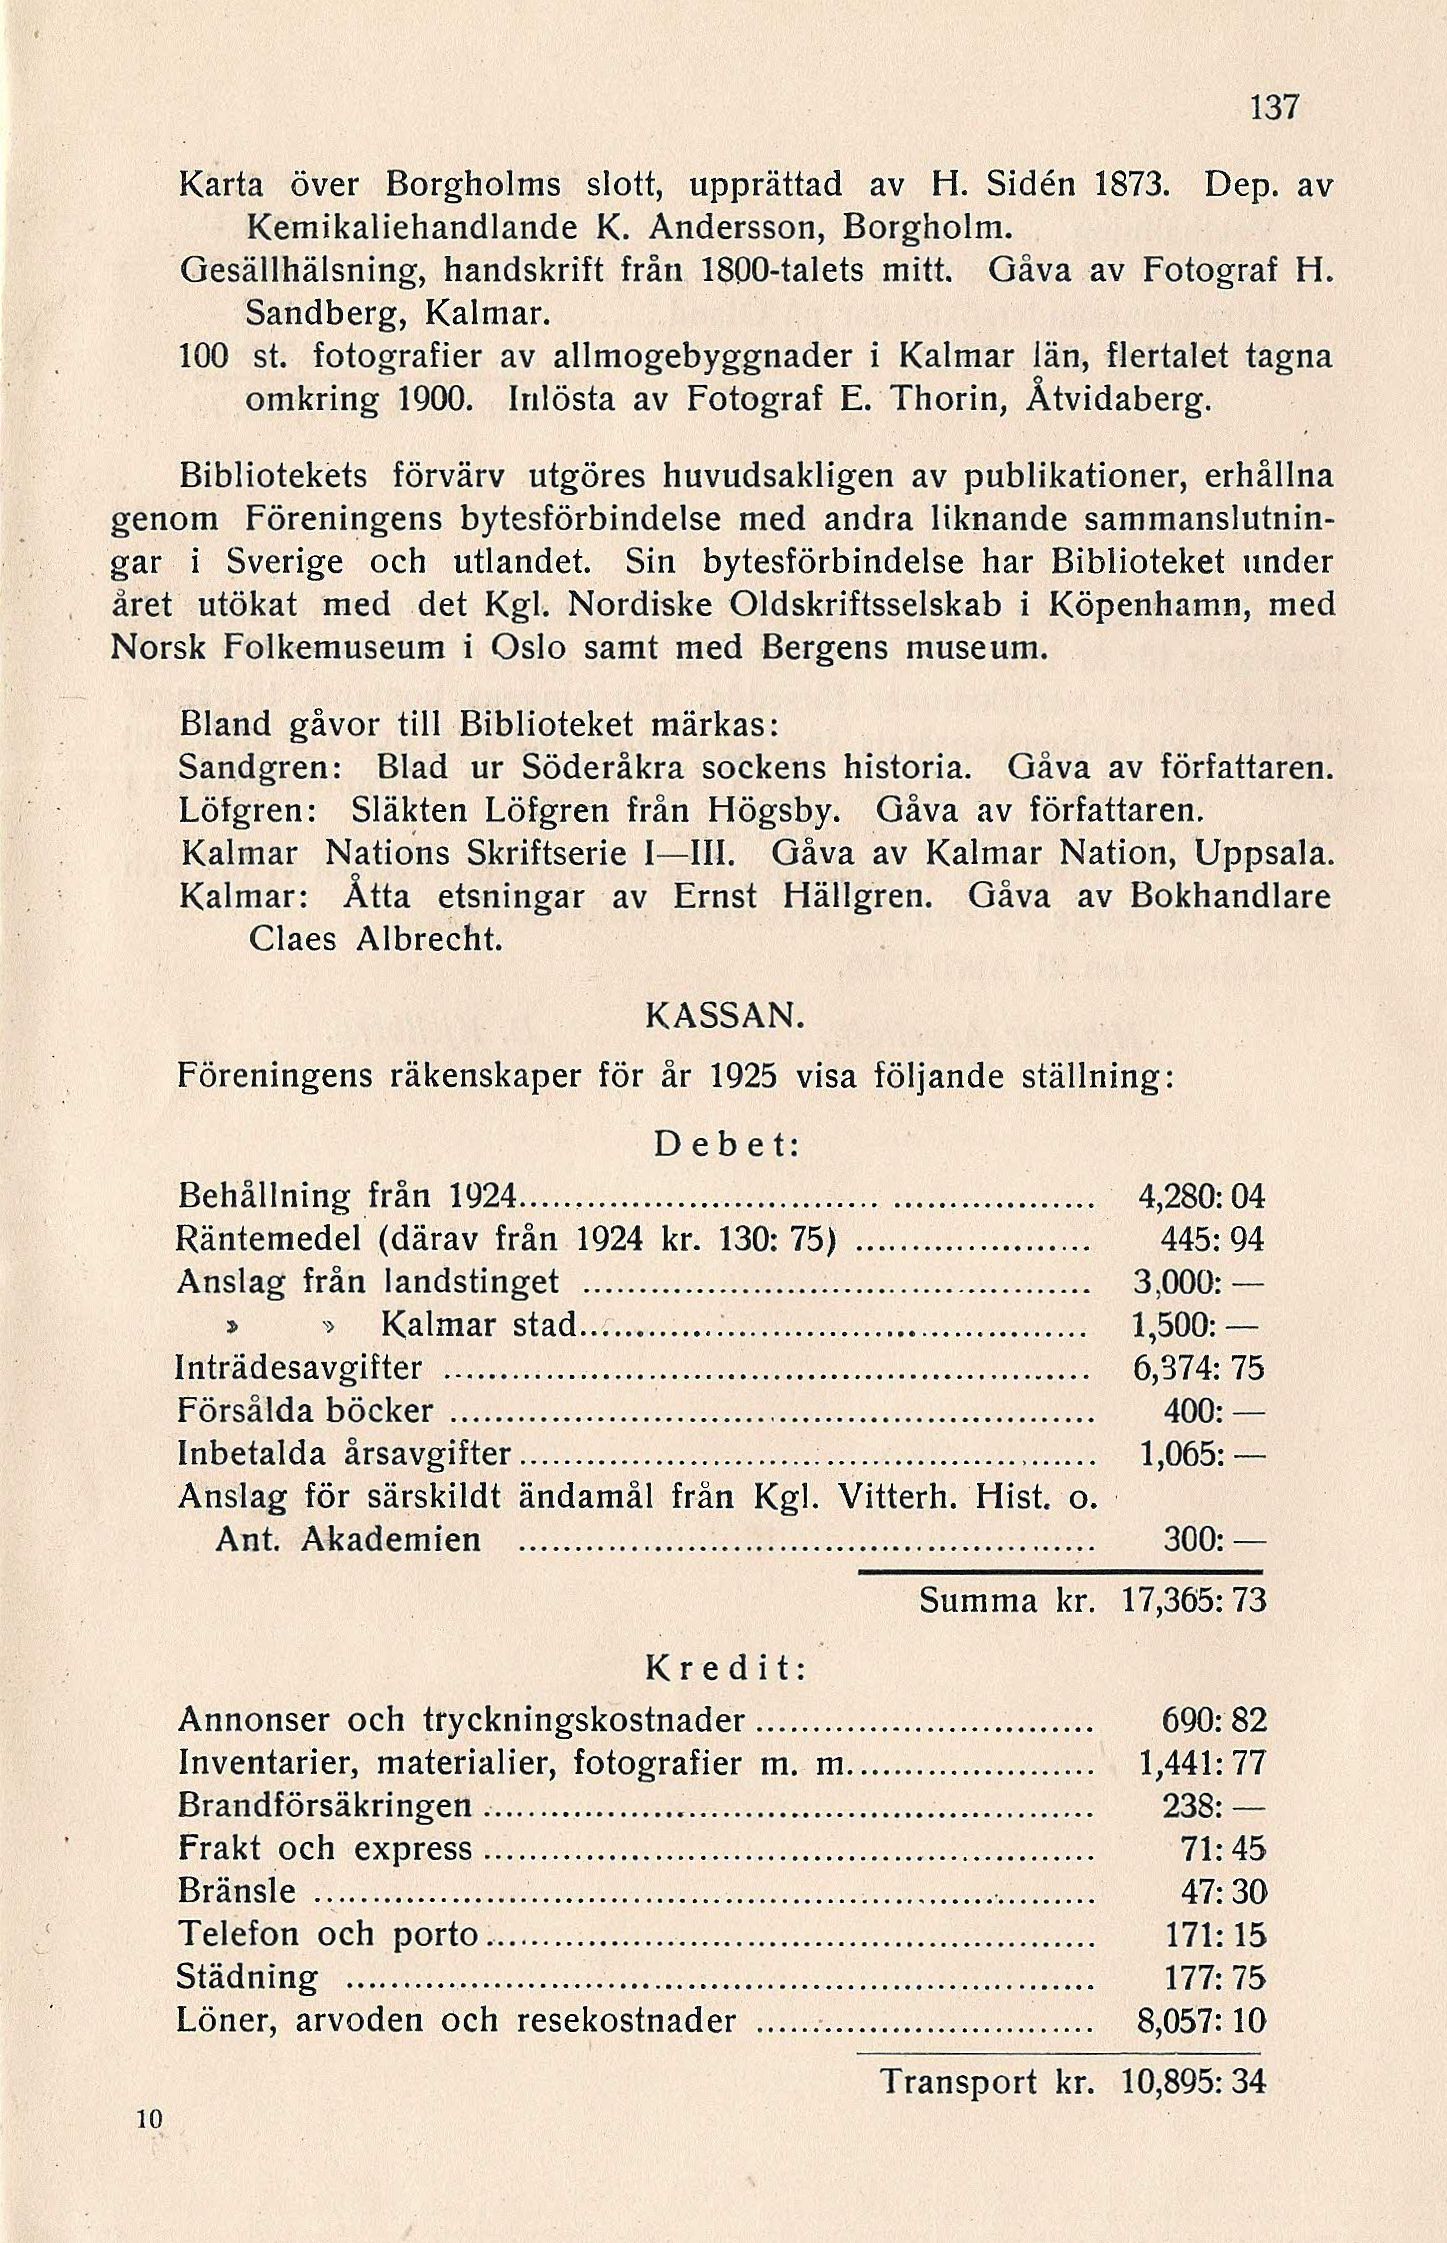 137
Karta över Borgholms slott, upprättad av H. Sidén 1873. Dep. av
Kemikaliehandlande K. Andersson, Borgholm.
Gesällhälsning, handskrift från 1800-talets mitt. Gåva av Fotograf H.
Sandberg, Kalmar.
100 st. fotografier av allmogebyggnader i Kalmar län, flertalet tagna
omkring 1900. Inlösta av Fotograf E. Thorin, Åtvidaberg.
Bibliotekets förvärv utgöres huvudsakligen av publikationer, erhållna
genom Föreningens bytesförbindelse med andra liknande sammanslutnin-
gar i Sverige och utlandet. Sin bytesförbindelse har Biblioteket under
året utökat med det Kgl. Nordiske Oldskriftsselskab i Köpenhamn, med
Norsk Folkemuseum i Oslo samt med Bergens museum.
Bland gåvor till Biblioteket märkas:
Sandgren: Blad ur Söderåkra sockens historia. Gåva av författaren.
Löfgren: Släkten Löfgren från Högsby. Gåva av författaren.
Kalmar Nations Skriftserie I—III. Gåva av Kalmar Nation, Uppsala.
Kalmar: Åtta etsningar av Ernst Hällgren. Gåva av Bokhandlare
Claes Albrecht.
KASSAN.
Föreningens räkenskaper för år 1925 visa följande ställning:
Debet:
Behållning från 1924.................................................. 4,280: 04
Räntemedel (därav från 1924 kr. 130: 75) ...................... 445: 94
Anslag från landstinget .............................................. 3,000: —
» » Kalmar stad.............................................. 1,500: —
Inträdesavgifter .......................................................... 6,374: 75
Försålda böcker .......................................................... 400: —
Inbetalda årsavgifter.................................................... 1,065: —
Anslag för särskildt ändamål från Kgl. Vitterh. Hist. o.
Ant. Akademien .................................................... 300: —
Summa kr. 17,365: 73
Kredit:
Annonser och tryckningskostnader ............................... 690: 82
Inventarier, materialier, fotografier m. m....................... 1,441: 77
Brandförsäkringen ....................................................... 238: —
Frakt och express ....................................................... 71: 45
Bränsle ...................................................................... 47: 30
Telefon och porto ....................................................... 171: 15
Städning .................................................................... 177: 75
Löner, arvoden och resekostnader ............................... 8,057: 10
Transport kr. 10,895: 34
10